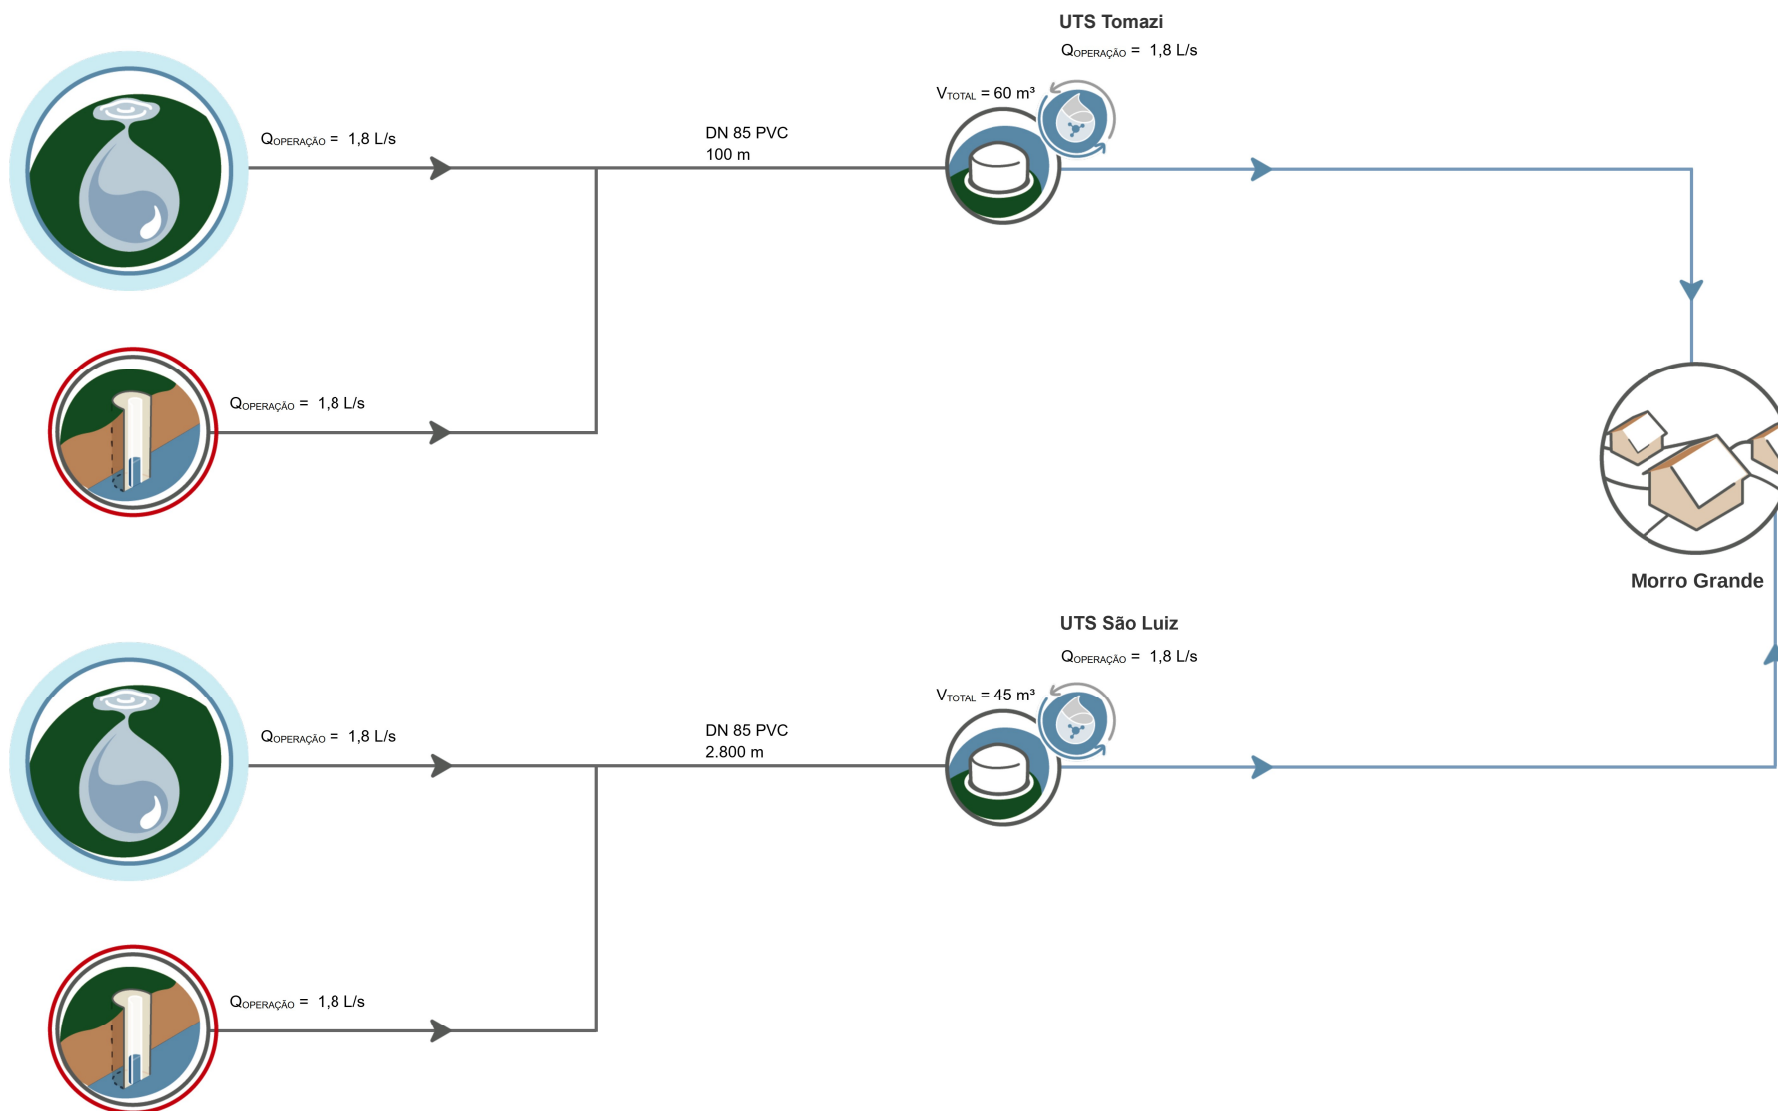 UTS Tomazi
QOPERAÇÃO = 1,8 L/s
VTOTAL = 60 m³
QOPERAÇÃO = 1,8 L/s
DN 85 PVC
100 m
QOPERAÇÃO = 1,8 L/s
Morro Grande
UTS São Luiz
QOPERAÇÃO = 1,8 L/s
VTOTAL = 45 m³
QOPERAÇÃO = 1,8 L/s
DN 85 PVC
2.800 m
QOPERAÇÃO = 1,8 L/s